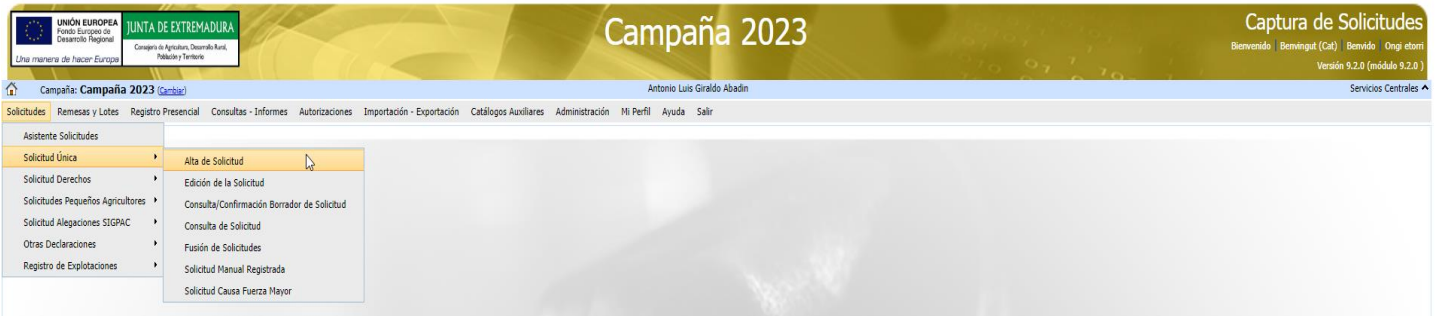 UNIÓN EUROPEA
Fondo Europeo de
Desarrollo Regional
Una manera de hacer Europa
JUNTA DE EXTREMADURA
Consejería de Agricultura, Desarrollo Rural,
Población y Territorio
Campaña 2023
Captura de Solicitudes
Bienvenido | Benvingut (Cat) | Benvido | Ongi etorri
Versión 9.2.0 (módulo 9.2.0 )
Campaña: Campaña 2023 (Cambiar)
Antonio Luis Giraldo Abadin
Servicios Centrales
Solicitudes Remesas y Lotes Registro Presencial Consultas - Informes Autorizaciones Importación - Exportación Catálogos Auxiliares Administración Mi Perfil Ayuda Salir
Asistente Solicitudes
Solicitud Única
Solicitud Derechos
Solicitudes Pequeños Agricultores
Solicitud Alegaciones SIGPAC
Otras Declaraciones
Registro de Explotaciones
Alta de Solicitud
Edición de la Solicitud
Consulta/Confirmación Borrador de Solicitud
Consulta de Solicitud
Fusión de Solicitudes
Solicitud Manual Registrada
Solicitud Causa Fuerza Mayor